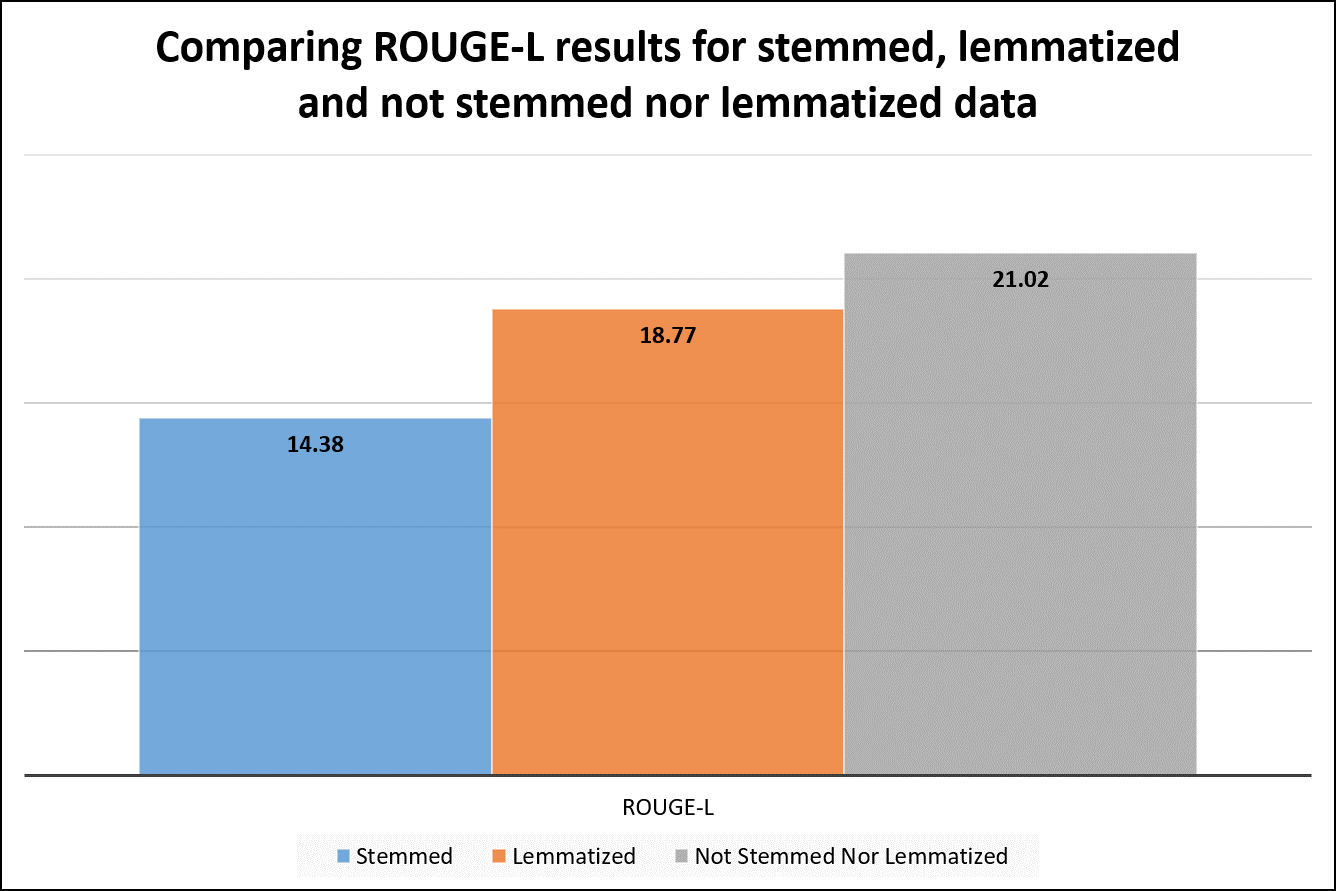 Comparing ROUGE-L results for stemmed, lemmatized
and not stemmed nor lemmatized data
21.02
18.77
14.38
ROUGE-L
Stemmed Lemmatized Not Stemmed Nor Lemmatized